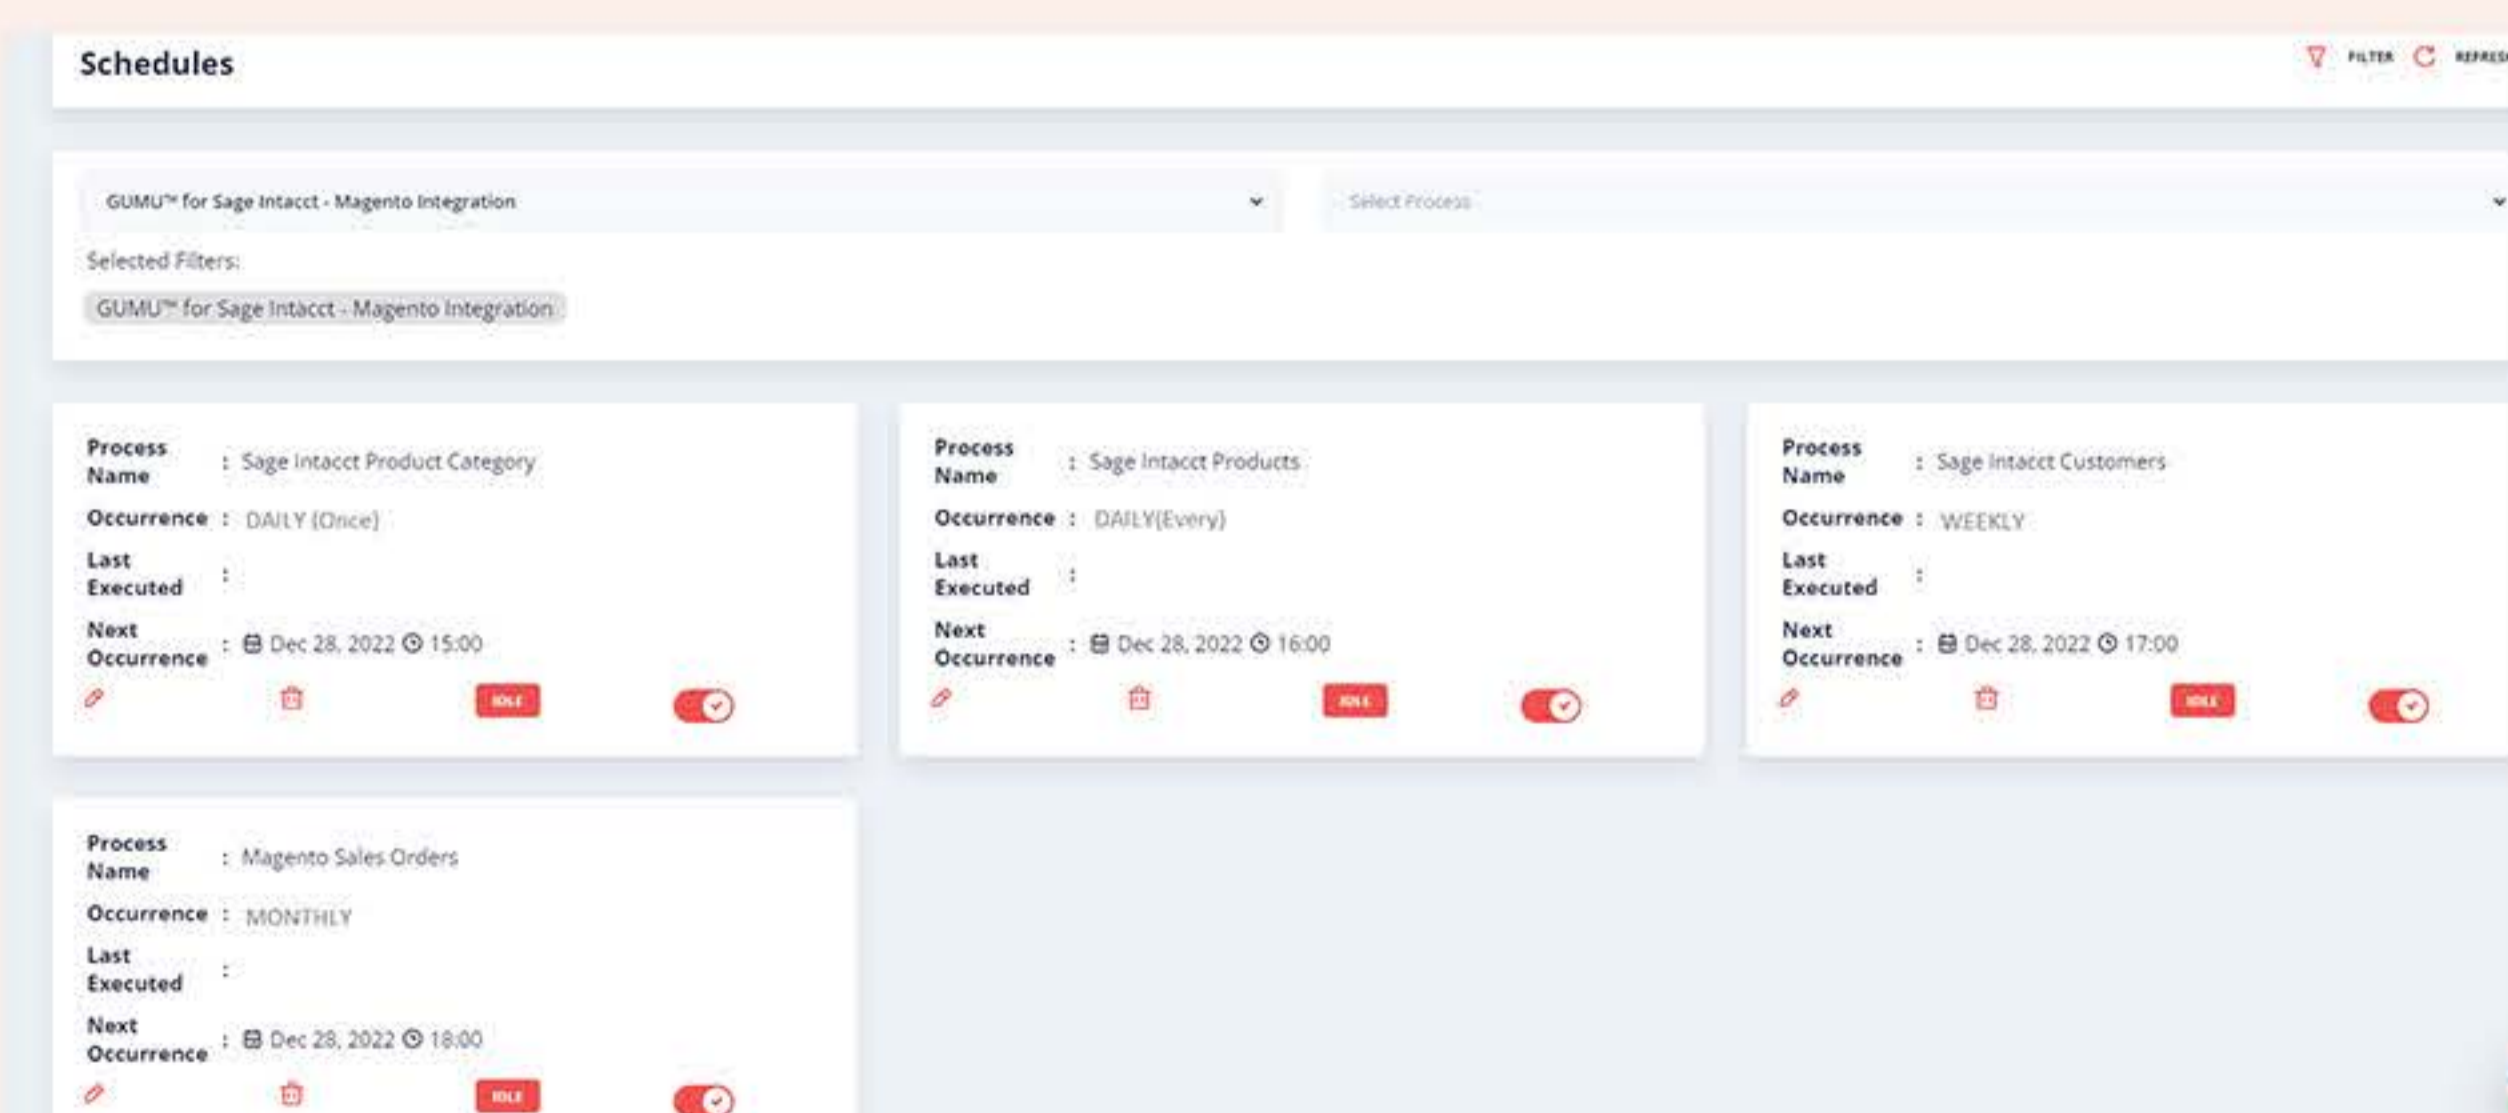 Schedules
FILTER
REFRESH
GUMU™ for Sage Intacct - Magento Integration
Select Process
Selected Filters:
GUMU™ for Sage Intacct - Magento Integration
Process Name : Sage Intacct Product Category
Occurrence : DAILY (Once)
Last Executed :
Next Occurrence : Dec 28, 2022 15:00
IDLE
Process Name : Sage Intacct Products
Occurrence : DAILY(Every)
Last Executed :
Next Occurrence : Dec 28, 2022 16:00
IDLE
Process Name : Sage Intacct Customers
Occurrence : WEEKLY
Last Executed :
Next Occurrence : Dec 28, 2022 17:00
IDLE
Process Name : Magento Sales Orders
Occurrence : MONTHLY
Last Executed :
Next Occurrence : Dec 28, 2022 18:00
IDLE